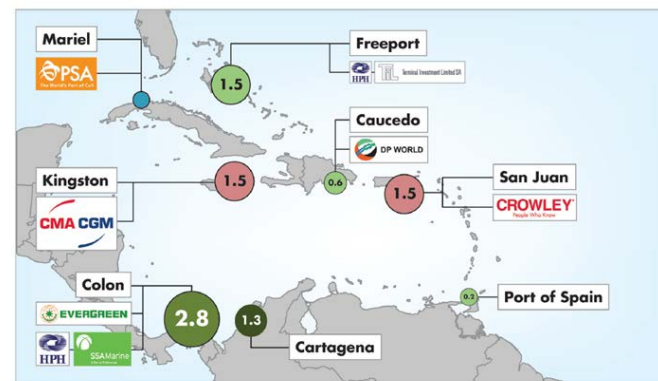 Mariel
PSA
The World's Port of Call
1.5
Freeport
HPH
TIL
Terminal Investment Limited SA
Caucedo
DP WORLD
Kingston
CMA CGM
1.5
0.6
1.5
San Juan
CROWLEY
People Who Know
Colon
EVERGREEN
HPH
SSAMarine
2.8
1.3
Cartagena
0.2
Port of Spain